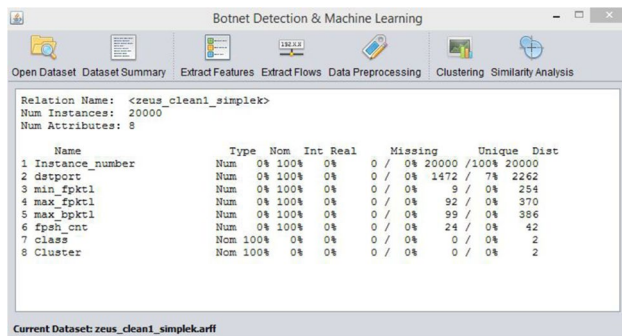 Botnet Detection & Machine Learning
192.X.X
Open Dataset Dataset Summary Extract Features Extract Flows Data Preprocessing Clustering Similarity Analysis
Relation Name: <zeus_clean1_simplek>
Num Instances: 20000
Num Attributes: 8
Name Type Nom Int Real Missing Unique Dist
1 Instance_number Num 0% 100% 0% 0 / 0% 20000 /100% 20000
2 dstport Num 0% 100% 0% 0 / 0% 1472 / 7% 2262
3 min_fpktl Num 0% 100% 0% 0 / 0% 9 / 0% 254
4 max_fpktl Num 0% 100% 0% 0 / 0% 92 / 0% 370
5 max_bpktl Num 0% 100% 0% 0 / 0% 99 / 0% 386
6 fpsh_cnt Num 0% 100% 0% 0 / 0% 24 / 0% 42
7 class Nom 100% 0% 0% 0 / 0% 0 / 0% 2
8 Cluster Nom 100% 0% 0% 0 / 0% 0 / 0% 2
Current Dataset: zeus_clean1_simplek.arff